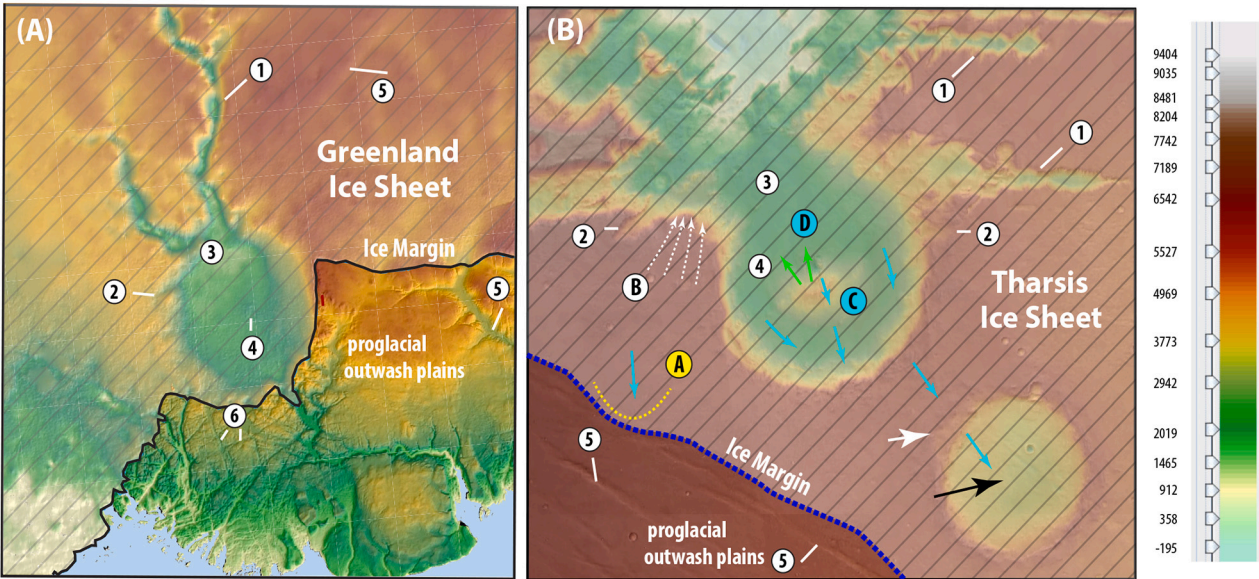 (A)
1
5
Greenland
Ice Sheet
3
Ice Margin
2
5
4
proglacial
outwash plains
6
(B)
1
1
3
2
D
2
4
B
C
Tharsis
Ice Sheet
A
5
Ice Margin
proglacial
outwash plains
5
9404
9035
8481
8204
7742
7189
6542
5527
4969
3773
2942
2019
1465
912
358
-195